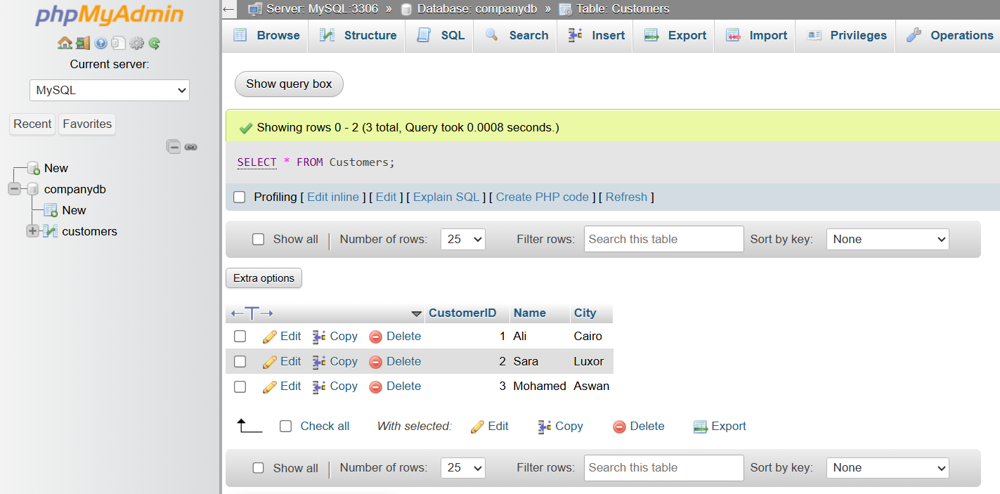 phpMyAdmin
Current server:
MySQL
Recent Favorites
New
companydb
New
customers
Server: MySQL:3306 » Database: companydb » Table: Customers
Browse Structure SQL Search Insert Export Import Privileges Operations
Show query box
Showing rows 0 - 2 (3 total, Query took 0.0008 seconds.)
SELECT * FROM Customers;
Profiling [ Edit inline ] [ Edit ] [ Explain SQL ] [ Create PHP code ] [ Refresh ]
Show all | Number of rows: 25 Filter rows: Search this table Sort by key: None
Extra options
CustomerID Name City
Edit Copy Delete 1 Ali Cairo
Edit Copy Delete 2 Sara Luxor
Edit Copy Delete 3 Mohamed Aswan
Check all With selected: Edit Copy Delete Export
Show all | Number of rows: 25 Filter rows: Search this table Sort by key: None